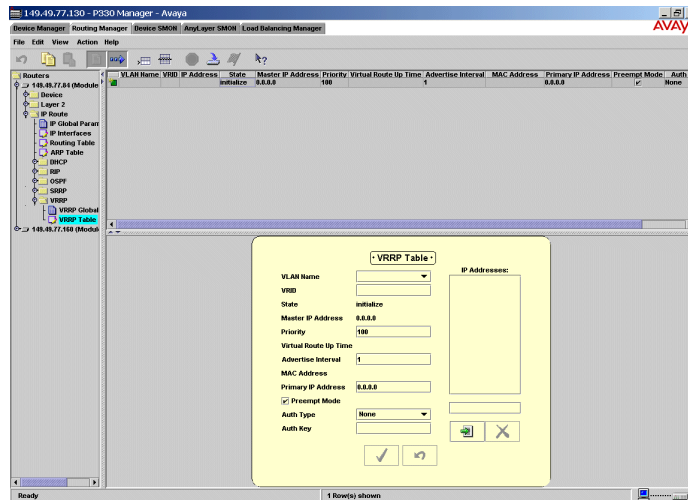 149.49.77.130 - P330 Manager - Avaya
Device Manager Routing Manager Device SMON AnyLayer SMON Load Balancing Manager
AVAY
File Edit View Action Help
VLAN Name VRID IP Address State Master IP Address Priority Virtual Route Up Time Advertise Interval MAC Address Primary IP Address Preempt Mode Auth
initialize 0.0.0.0 100 1 0.0.0.0 None
Routers
149.49.77.84 (Module
Device
Layer 2
IP Route
IP Global Param
IP Interfaces
Routing Table
ARP Table
DHCP
RIP
OSPF
SRRP
VRRP
VRRP Global
VRRP Table
149.49.77.160 (Modul
VRRP Table
IP Addresses:
VLAN Name
VRID
State initialize
Master IP Address 0.0.0.0
Priority 100
Virtual Route Up Time
Advertise Interval 1
MAC Address
Primary IP Address 0.0.0.0
Preempt Mode
Auth Type None
Auth Key
Ready
1 Row(s) shown